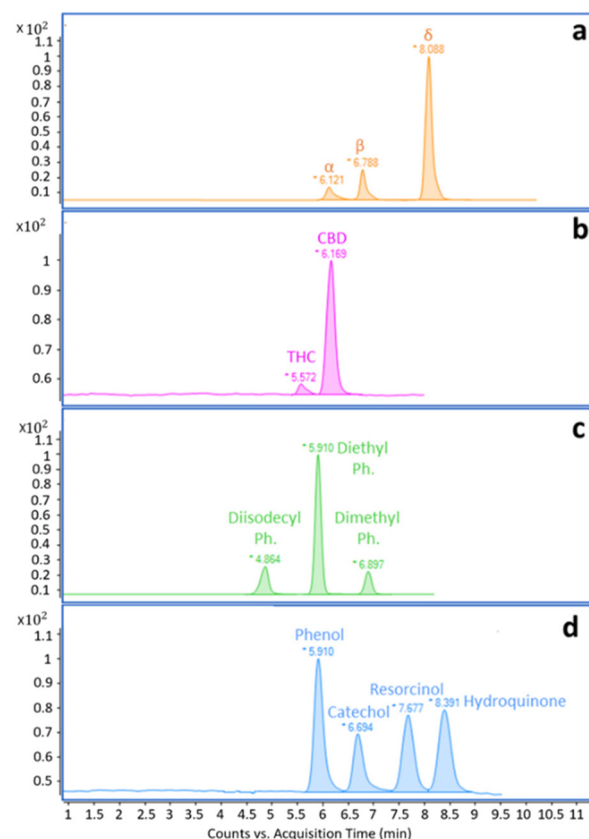 x10²
a
1.1
1
0.9
0.8
0.7
0.6
0.5
0.4
0.3
0.2
0.1
δ
* 8.088
β
* 6.788
α
* 6.121
x10²
b
1
0.9
0.8
0.7
0.6
CBD
* 6.169
THC
* 5.572
x10²
c
1.1
1
0.9
0.8
0.7
0.6
0.5
0.4
0.3
0.2
0.1
* 5.910 Diethyl
Ph.
Diisodecyl
Ph.
* 4.864
Dimethyl
Ph.
* 6.897
x10²
d
1.1
1
0.9
0.8
0.7
0.6
0.5
Phenol
* 5.910
Catechol
* 6.694
Resorcinol
* 7.677
* 8.391 Hydroquinone
1 1.5 2 2.5 3 3.5 4 4.5 5 5.5 6 6.5 7 7.5 8 8.5 9 9.5 10 10.5 11
Counts vs. Acquisition Time (min)